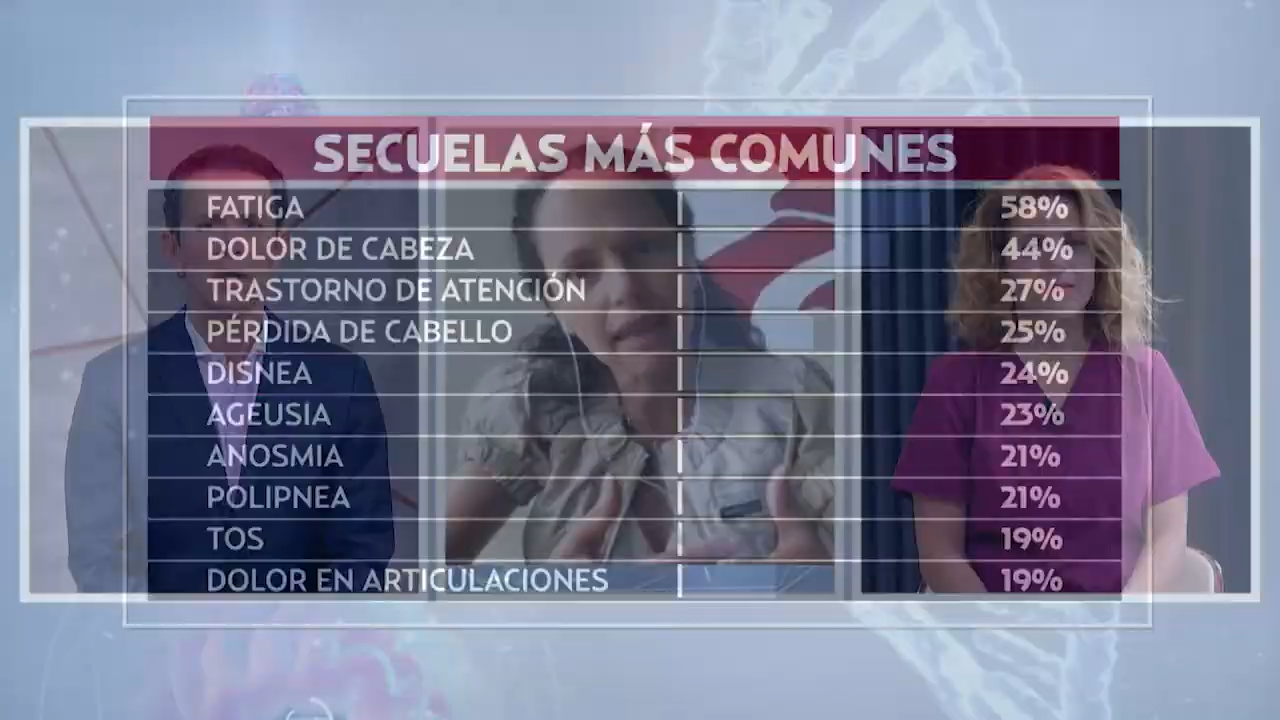 SECUELAS MÁS COMUNES
FATIGA 58%
DOLOR DE CABEZA 44%
TRASTORNO DE ATENCIÓN 27%
PÉRDIDA DE CABELLO 25%
DISNEA 24%
AGEUSIA 23%
ANOSMIA 21%
POLIPNEA 21%
TOS 19%
DOLOR EN ARTICULACIONES 19%